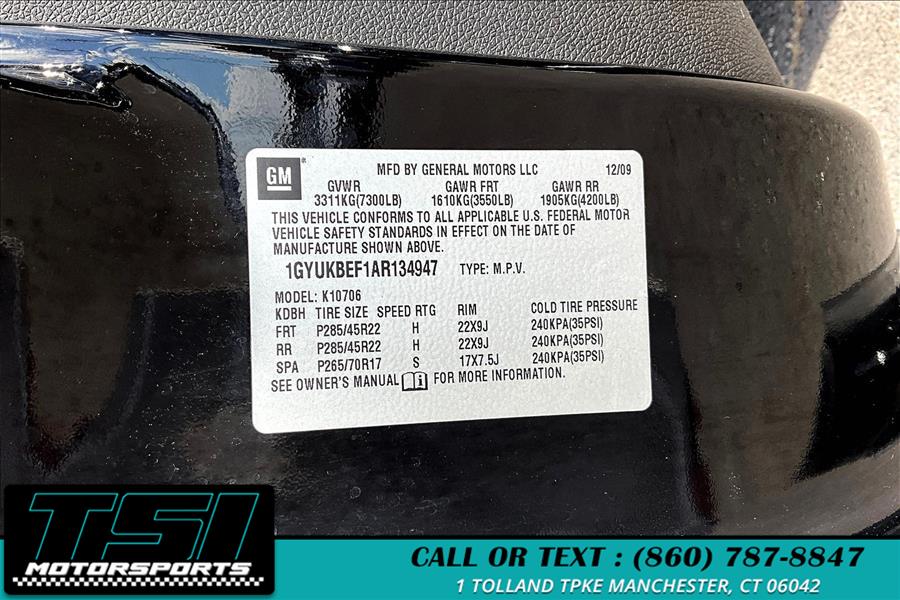 GM
MFD BY GENERAL MOTORS LLC 12/09
GVWR GAWR FRT GAWR RR
3311KG(7300LB) 1610KG(3550LB) 1905KG(4200LB)
THIS VEHICLE CONFORMS TO ALL APPLICABLE U.S. FEDERAL MOTOR
VEHICLE SAFETY STANDARDS IN EFFECT ON THE DATE OF
MANUFACTURE SHOWN ABOVE.
1GYUKBEF1AR134947 TYPE: M.P.V.
MODEL: K10706
KDBH TIRE SIZE SPEED RTG RIM COLD TIRE PRESSURE
FRT P285/45R22 H 22X9J 240KPA(35PSI)
RR P285/45R22 H 22X9J 240KPA(35PSI)
SPA P265/70R17 S 17X7.5J 240KPA(35PSI)
SEE OWNER'S MANUAL FOR MORE INFORMATION.
TSI
MOTORSPORTS
CALL OR TEXT : (860) 787-8847
1 TOLLAND TPKE MANCHESTER, CT 06042